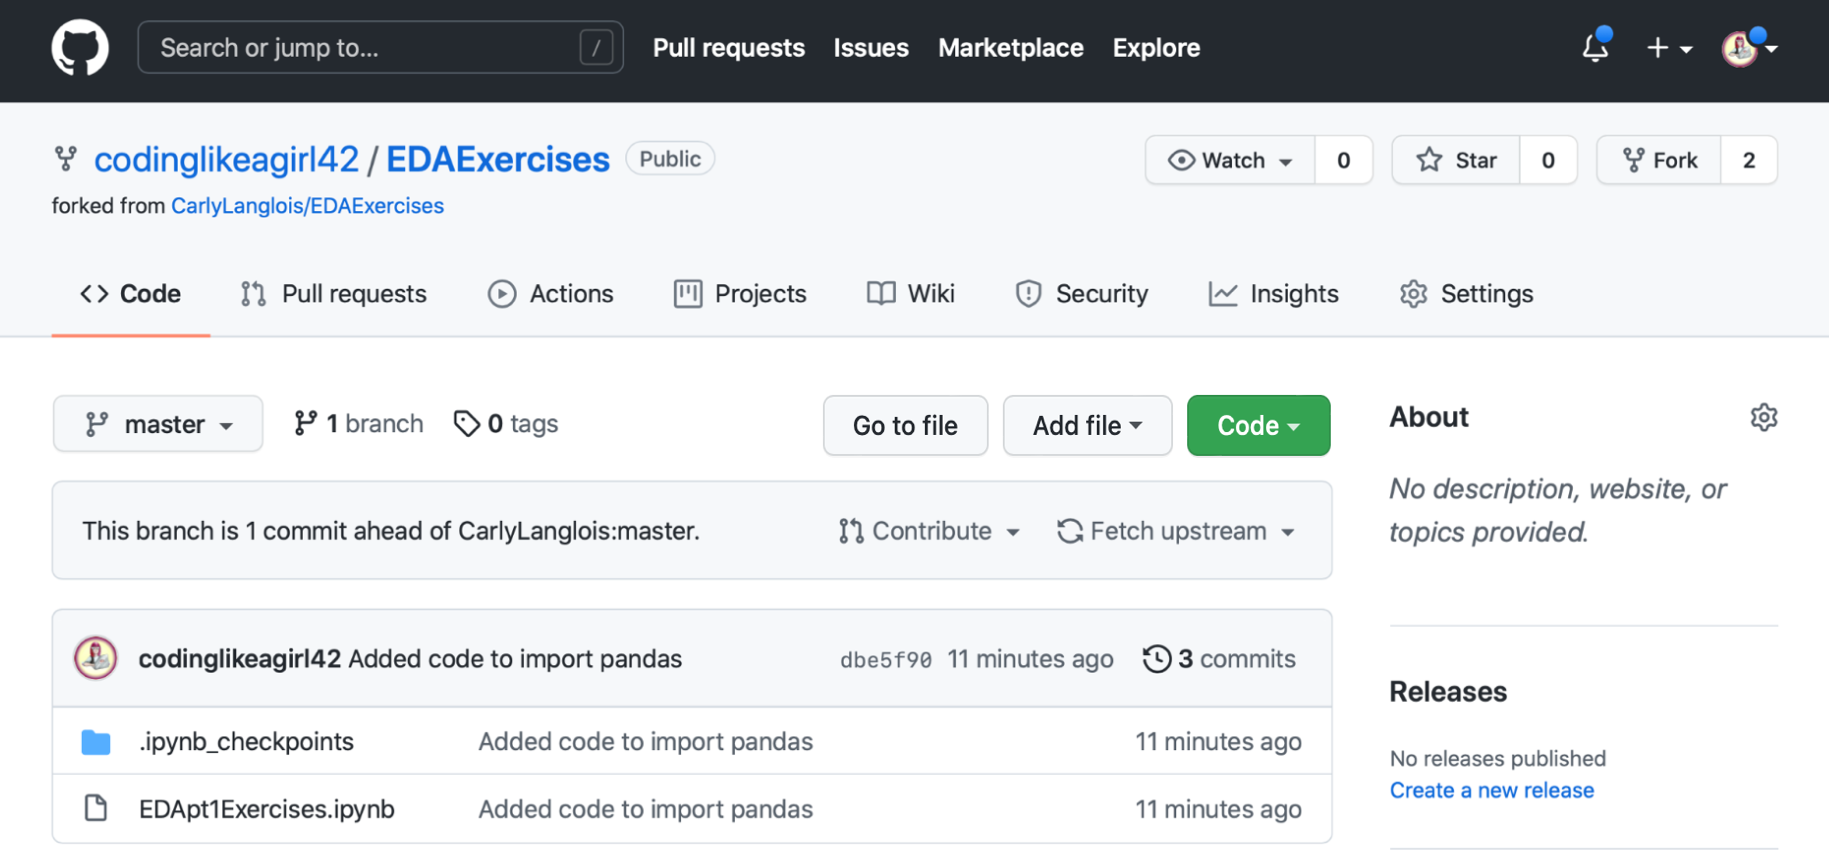 Search or jump to... /
Pull requests Issues Marketplace Explore
codinglikeagirl42 / EDAExercises Public
Watch 0 Star 0 Fork 2
forked from CarlyLanglois/EDAExercises
Code Pull requests Actions Projects Wiki Security Insights Settings
master 1 branch 0 tags
Go to file Add file Code
This branch is 1 commit ahead of CarlyLanglois:master. Contribute Fetch upstream
codinglikeagirl42 Added code to import pandas dbe5f90 11 minutes ago 3 commits
.ipynb_checkpoints Added code to import pandas 11 minutes ago
EDApt1Exercises.ipynb Added code to import pandas 11 minutes ago
About
No description, website, or
topics provided.
Releases
No releases published
Create a new release